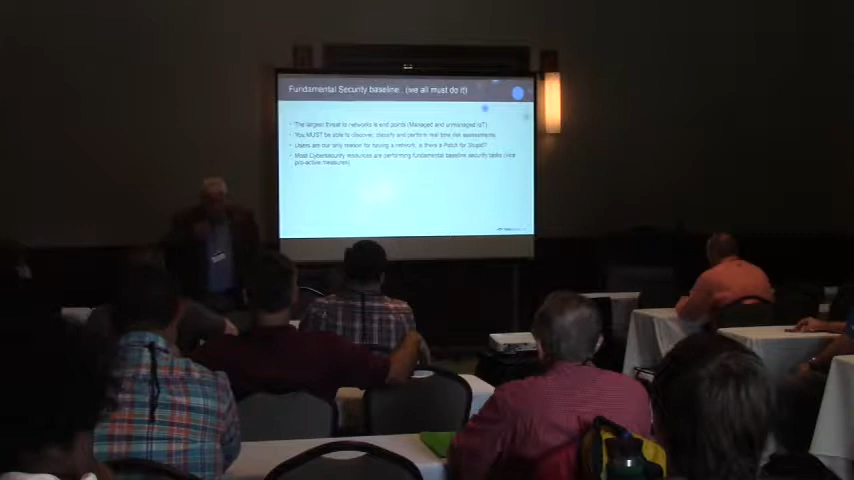 Fundamental Security baseline.. (we all must do it)
The largest threat to networks is end points (Managed and unmanaged IoT)
You MUST be able to discover, classify and perform real time risk assessments
Users are our only reason for having a network, is there a Patch for Stupid?
Most Cybersecurity resources are performing fundamental baseline security tasks
pro-active measures)